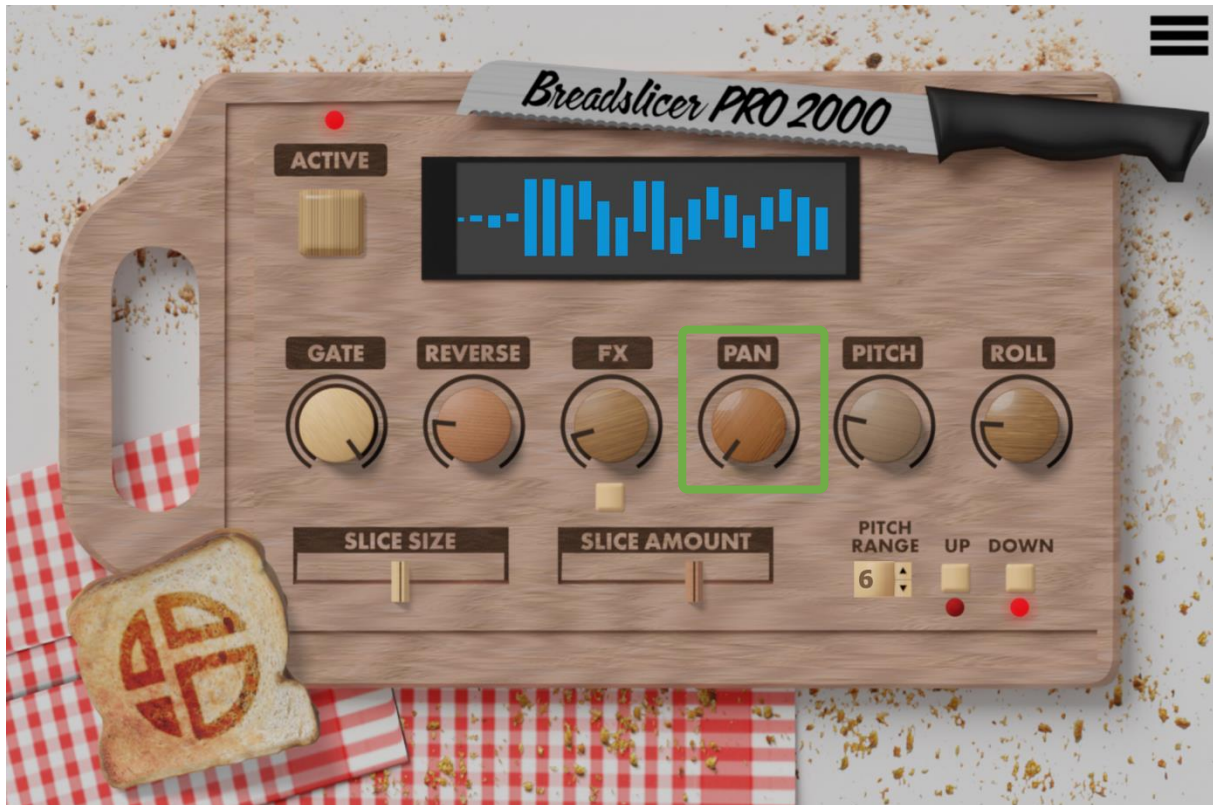 Breadslicer PRO 2000
ACTIVE
GATE
REVERSE
FX
PAN
PITCH
ROLL
SLICE SIZE
SLICE AMOUNT
PITCH
RANGE
UP
DOWN
6